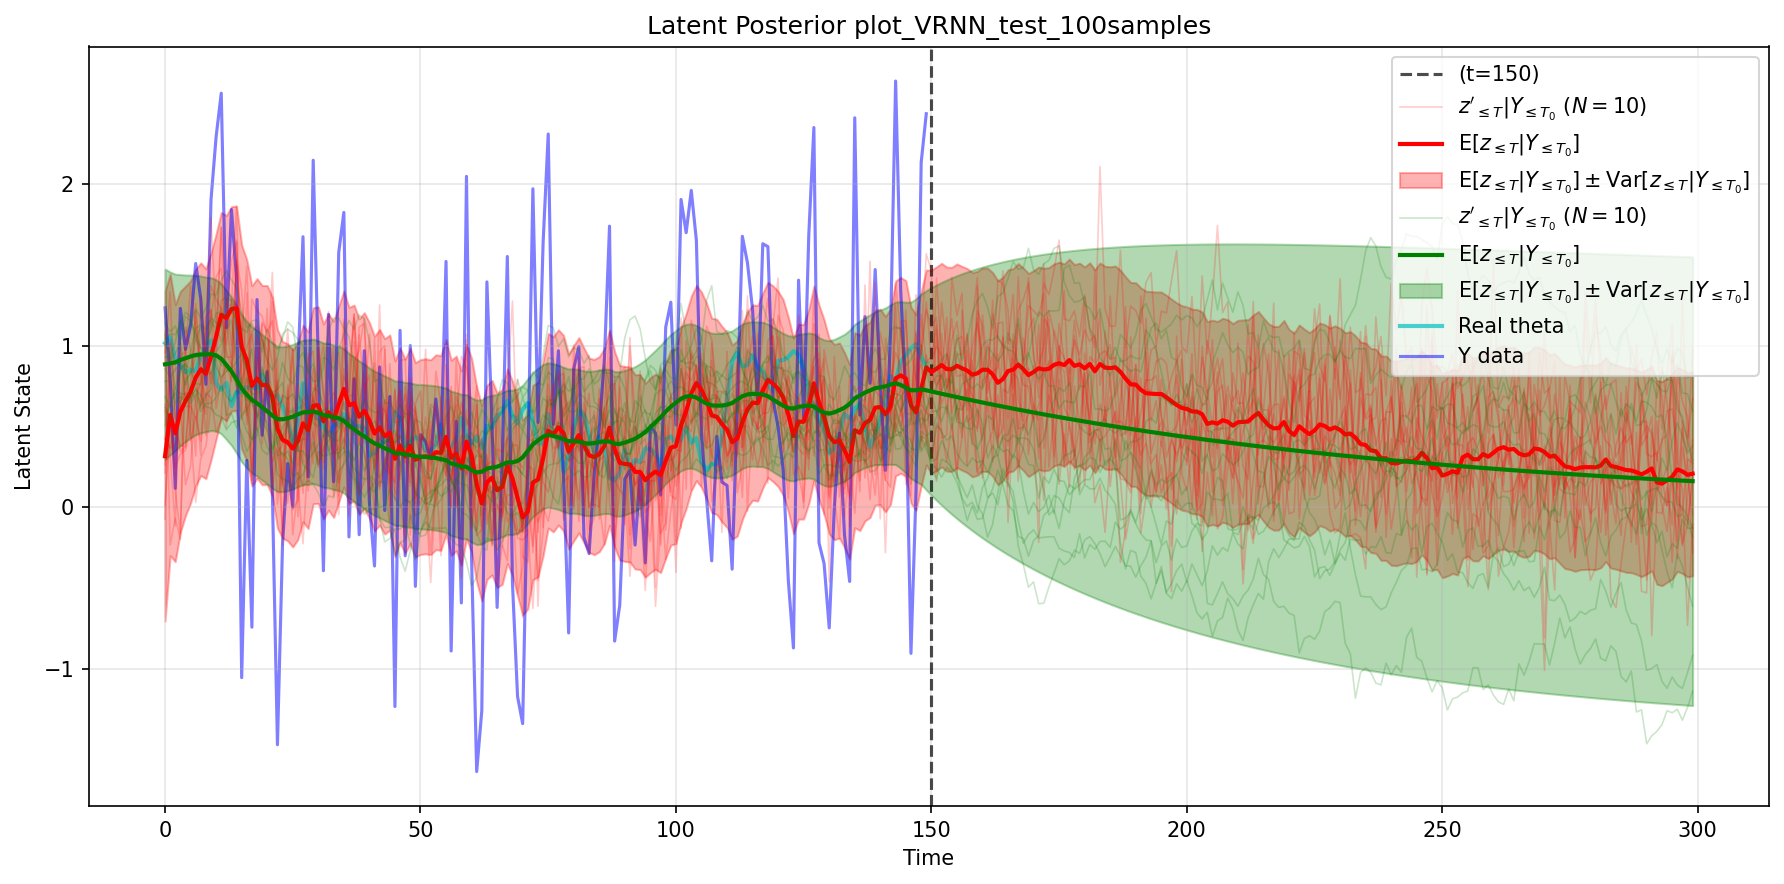 Latent Posterior plot_VRNN_test_100samples
Latent State
2
1
0
−1
0 50 100 150 200 250 300
Time
(t=150)
z′≤T|Y≤T₀ (N = 10)
E[z≤T|Y≤T₀]
E[z≤T|Y≤T₀] ± Var[z≤T|Y≤T₀]
z′≤T|Y≤T₀ (N = 10)
E[z≤T|Y≤T₀]
E[z≤T|Y≤T₀] ± Var[z≤T|Y≤T₀]
Real theta
Y data